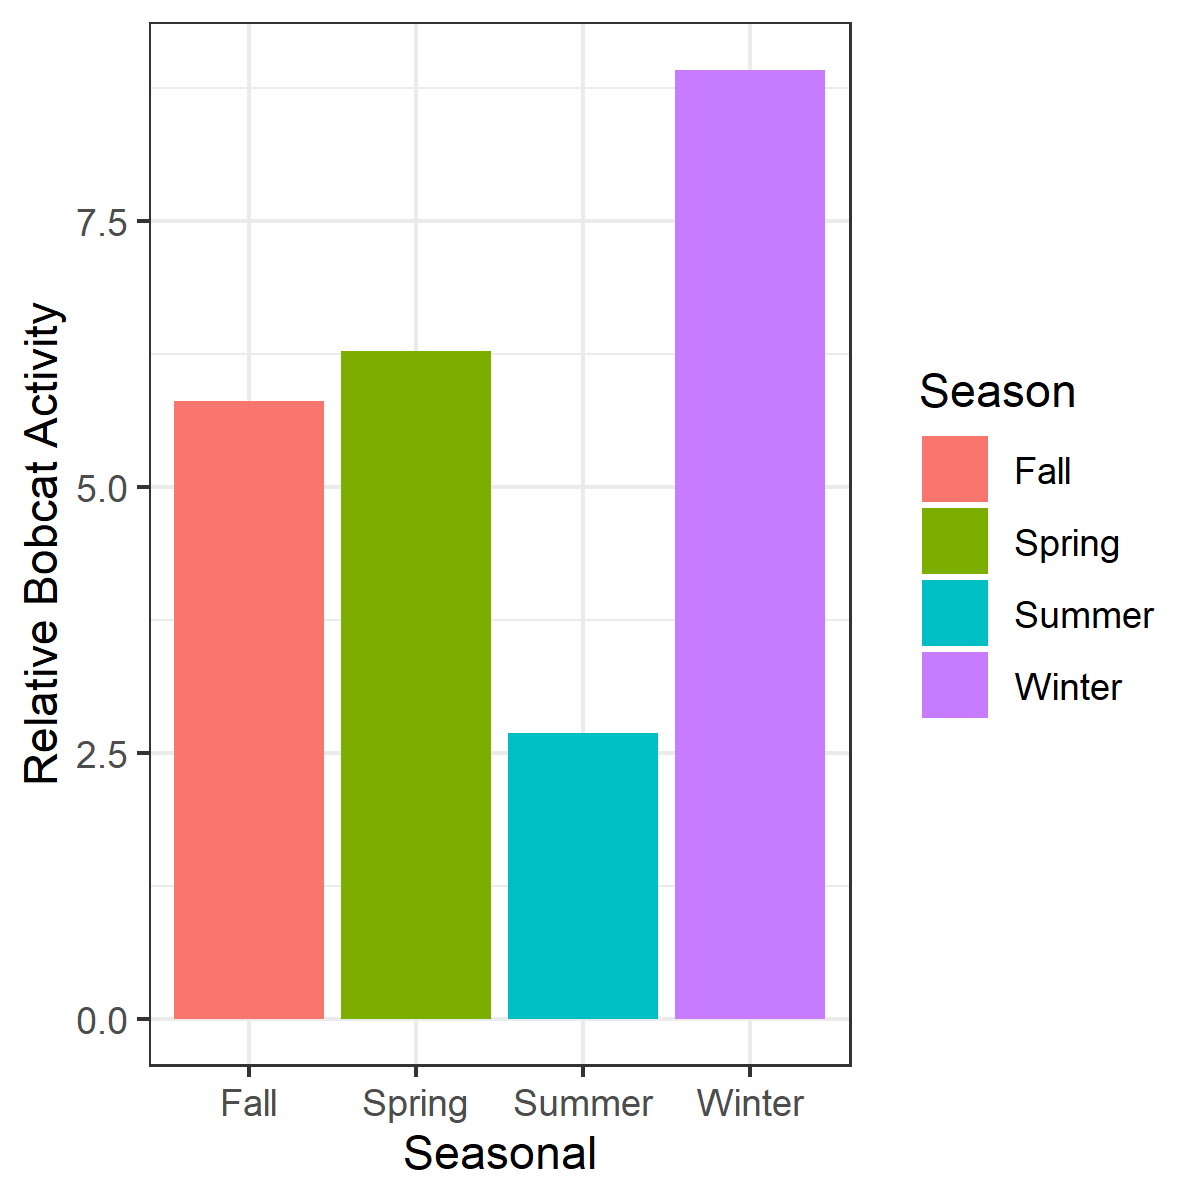 Relative Bobcat Activity
7.5
5.0
2.5
0.0
Fall Spring Summer Winter
Seasonal
Season
Fall
Spring
Summer
Winter